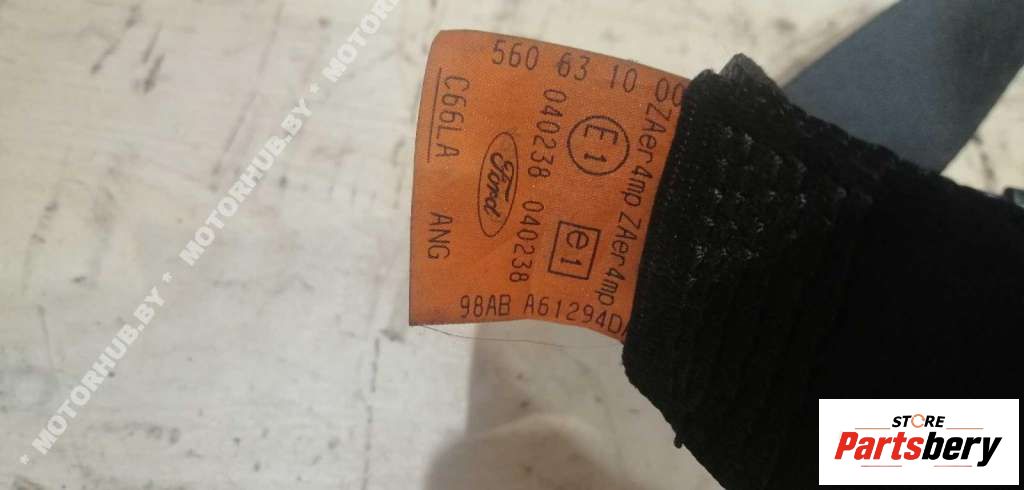 560 63 10 00
ZAer4mp ZAer4mp
E1
e1
040238 040238
Ford
C66LA ANG
98AB A61294D
* MOTORHUB.BY * MOTORHUB.BY * MOTORHUB.BY * MOTOR
STORE
Partsbery